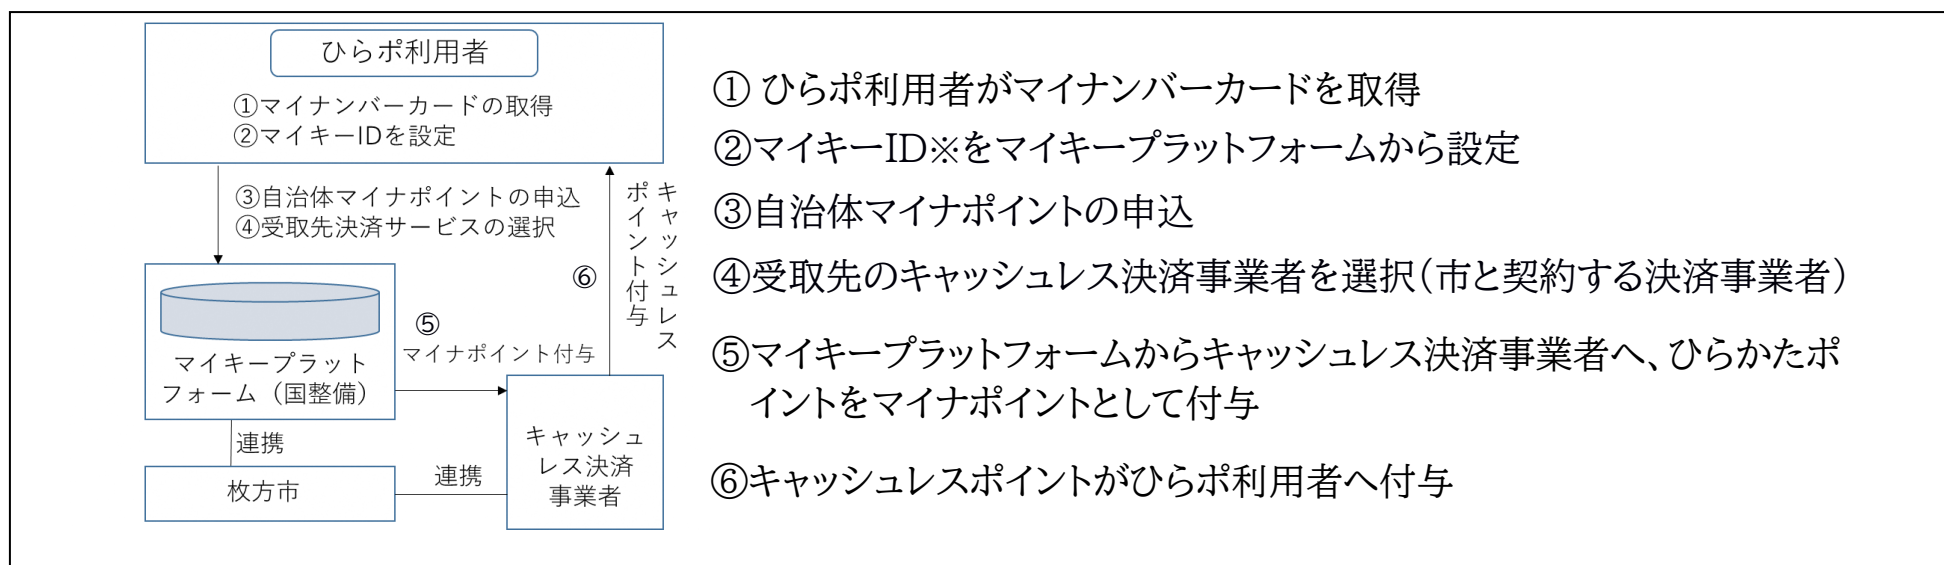 ひらポ利用者
①マイナンバーカードの取得
②マイキーIDを設定
③自治体マイナポイントの申込
④受取先決済サービスの選択
キャッシュレス
ポイント付与
⑥
⑤
マイナポイント付与
マイキープラット
フォーム（国整備）
連携
枚方市
連携
キャッシュ
レス決済
事業者
① ひらポ利用者がマイナンバーカードを取得
②マイキーID※をマイキープラットフォームから設定
③自治体マイナポイントの申込
④受取先のキャッシュレス決済事業者を選択（市と契約する決済事業者）
⑤マイキープラットフォームからキャッシュレス決済事業者へ、ひらかたポ
イントをマイナポイントとして付与
⑥キャッシュレスポイントがひらポ利用者へ付与